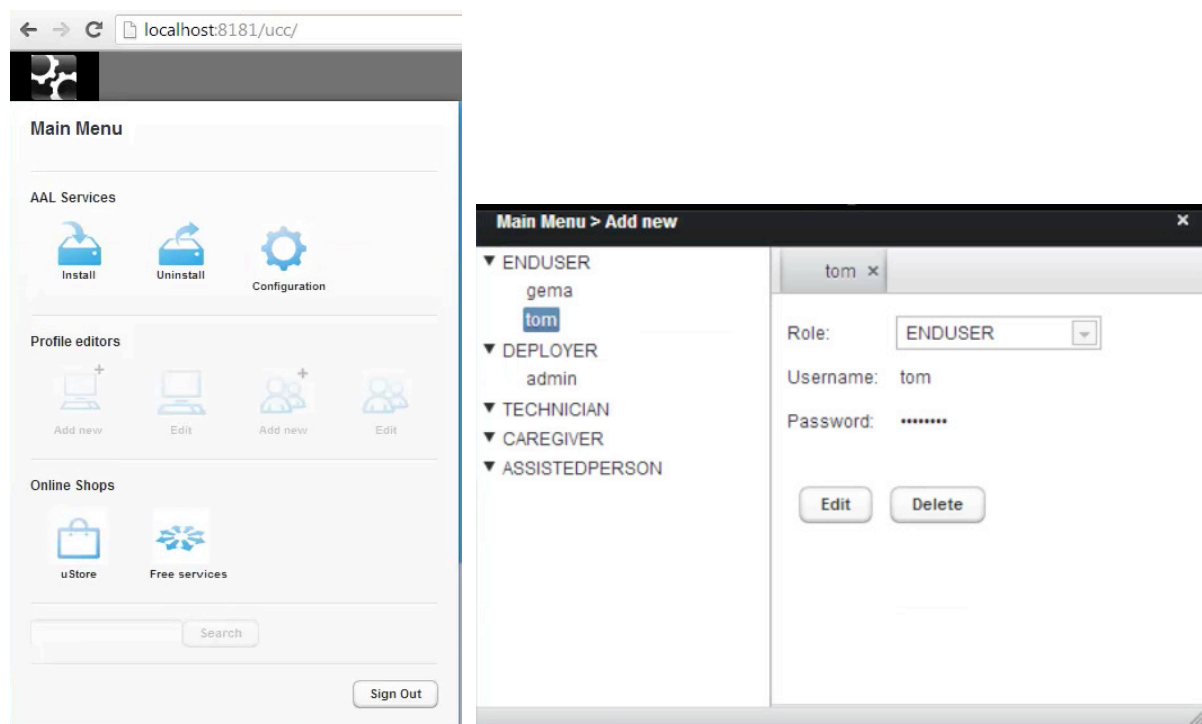 localhost:8181/ucc/
Main Menu
AAL Services
Install Uninstall Configuration
Profile editors
Add new Edit Add new Edit
Online Shops
uStore Free services
Search
Sign Out
Main Menu > Add new ×
▼ ENDUSER
gema
tom
▼ DEPLOYER
admin
▼ TECHNICIAN
▼ CAREGIVER
▼ ASSISTEDPERSON
tom ×
Role: ENDUSER
Username: tom
Password: ••••••••
Edit Delete